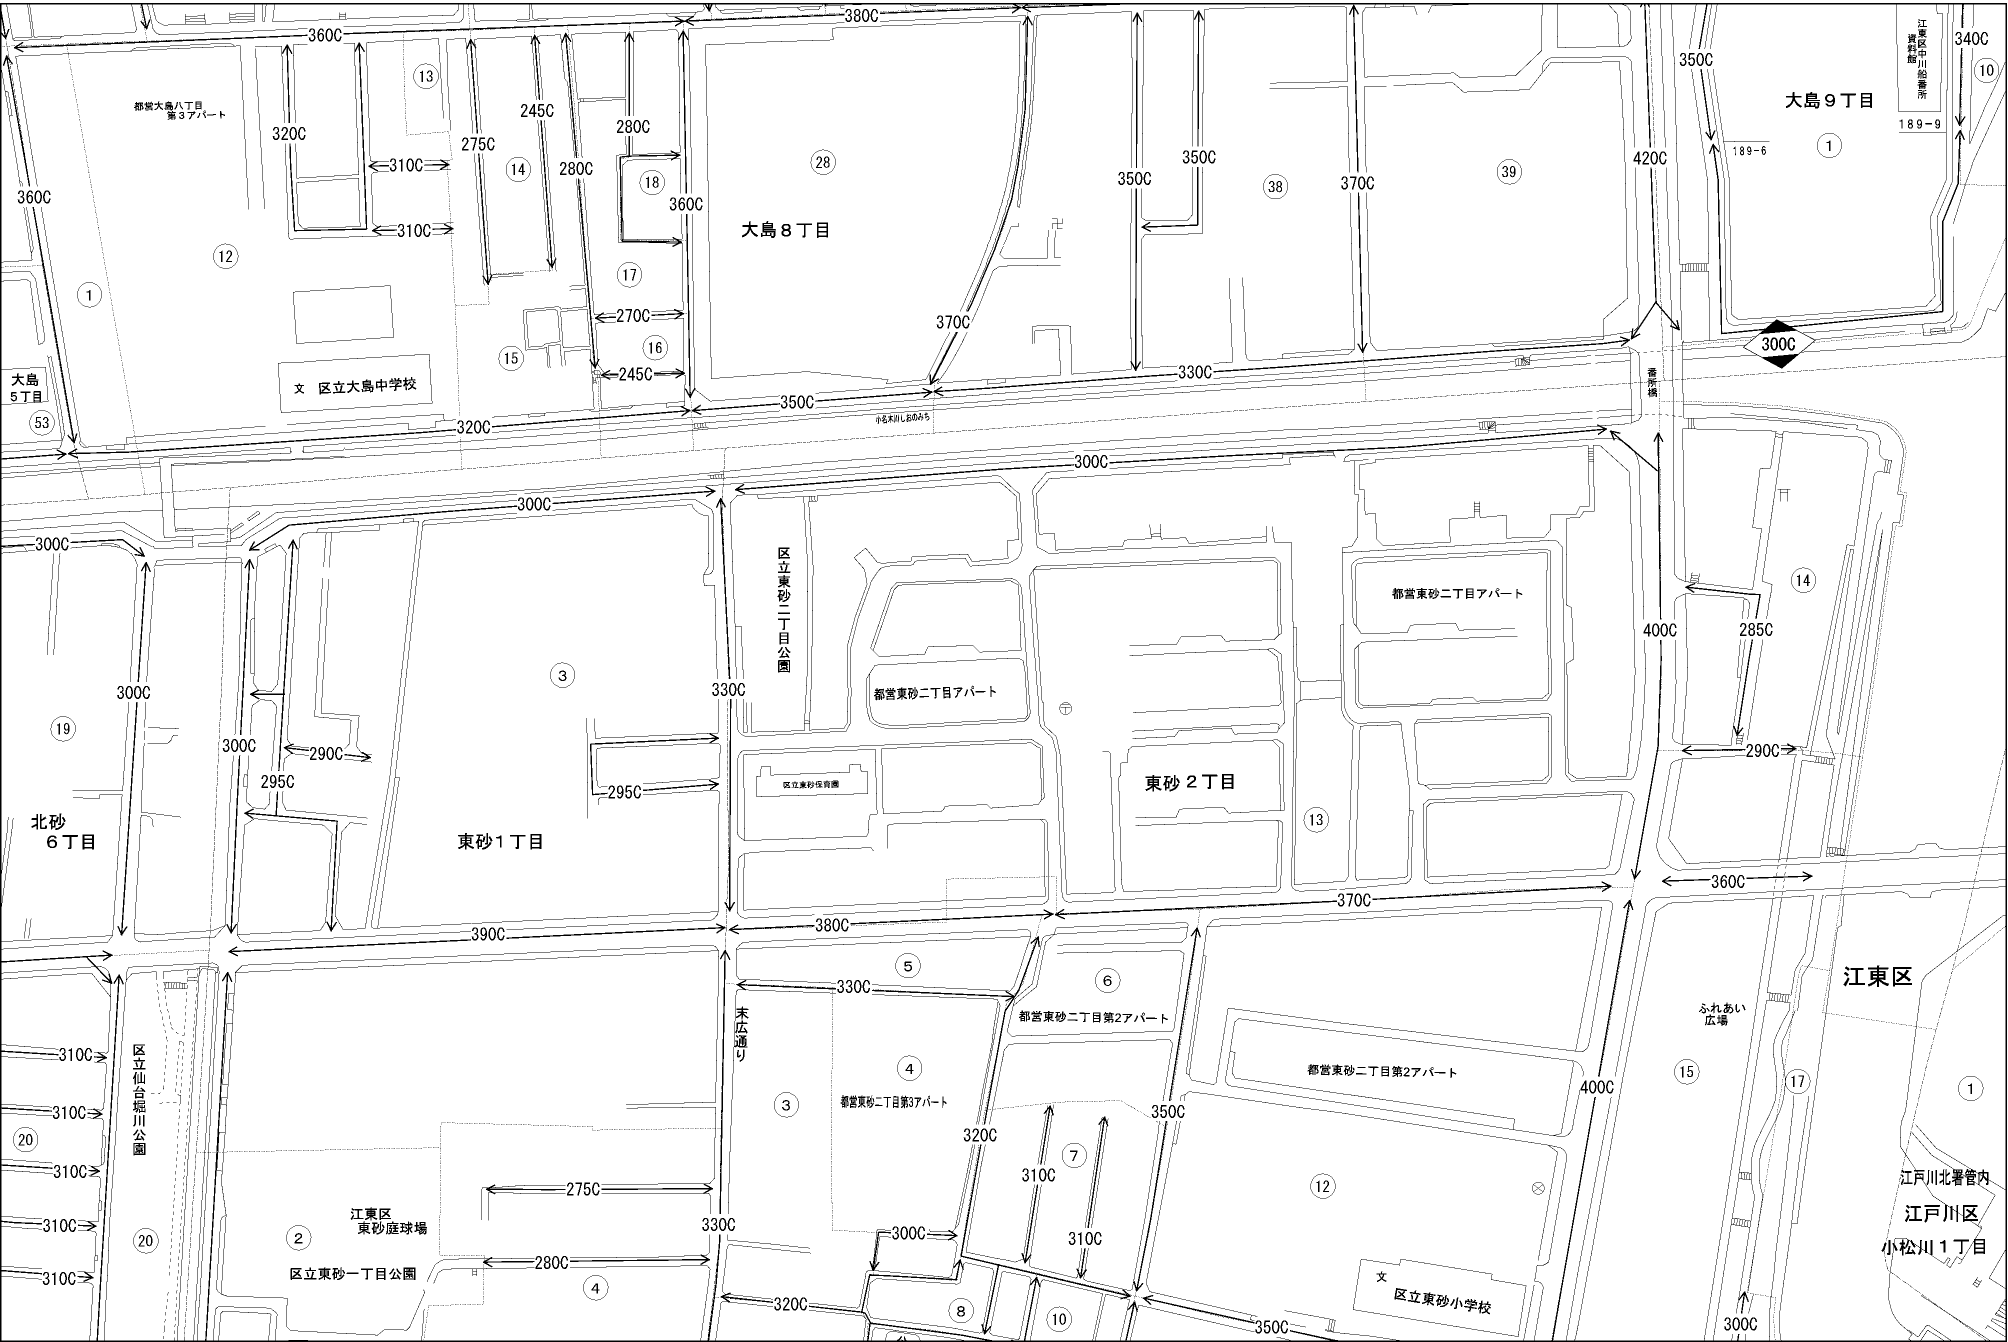 380C
360C
13
都営大島八丁目
第3アパート
320C
275C
245C
280C
280C
310C
14
18
28
350C
350C
38
370C
39
420C
350C
大島9丁目
江東区中川船番所
資料館
340C
10
189-9
189-6
1
360C
310C
360C
大島8丁目
12
1
17
270C
15
16
245C
370C
330C
300C
大島
5丁目
53
文 区立大島中学校
320C
350C
小名木川しおのみち
番所橋
300C
300C
300C
区立東砂二丁目公園
都営東砂二丁目アパート
14
285C
400C
3
300C
330C
都営東砂二丁目アパート
19
300C
290C
295C
290C
295C
区立東砂保育園
東砂2丁目
13
北砂
6丁目
東砂1丁目
360C
370C
390C
380C
5
330C
6
江東区
末広通り
都営東砂二丁目第2アパート
ふれあい
広場
310C
区立仙台堀川公園
4
3
都営東砂二丁目第3アパート
都営東砂二丁目第2アパート
400C
15
17
1
310C
20
350C
320C
7
310C
310C
275C
12
江戸川北署管内
江東区
東砂庭球場
310C
20
2
330C
300C
310C
江戸川区
小松川1丁目
区立東砂一丁目公園
280C
310C
4
文
区立東砂小学校
320C
8
10
350C
300C